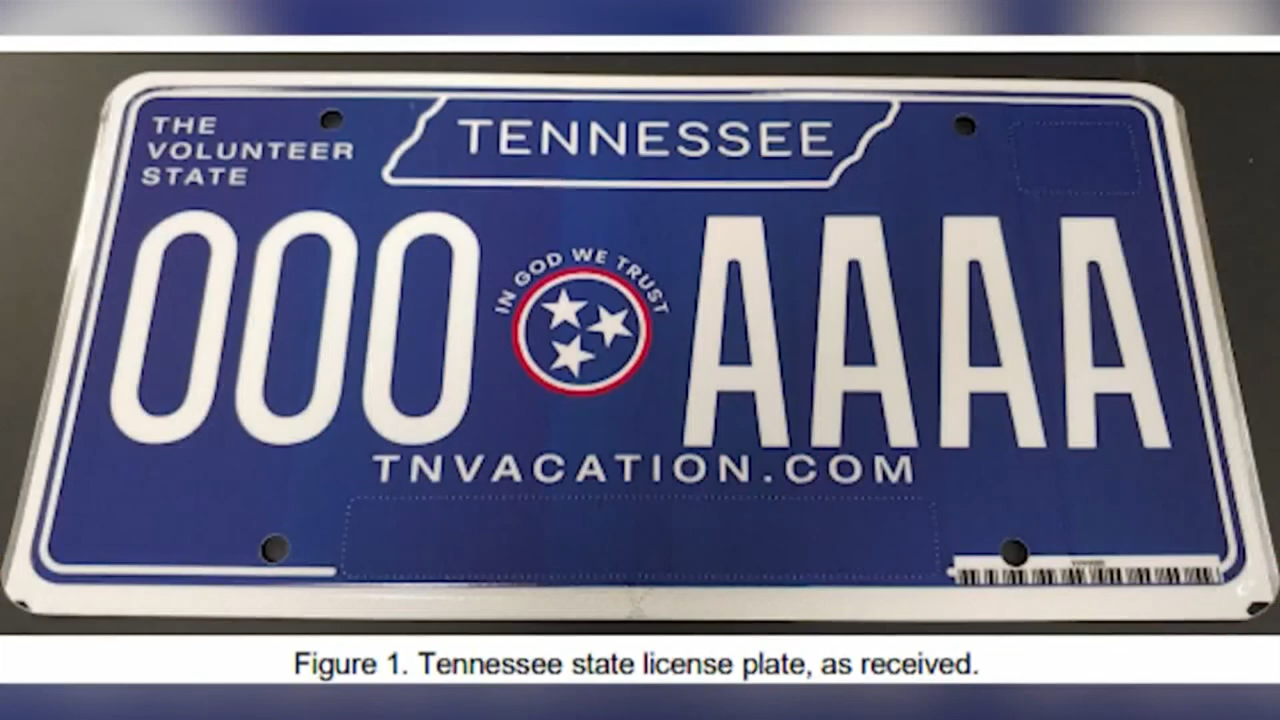 THE
VOLUNTEER
STATE
TENNESSEE
000
IN GOD WE TRUST
AAAA
TNVACATION.COM
Figure 1. Tennessee state license plate, as received.